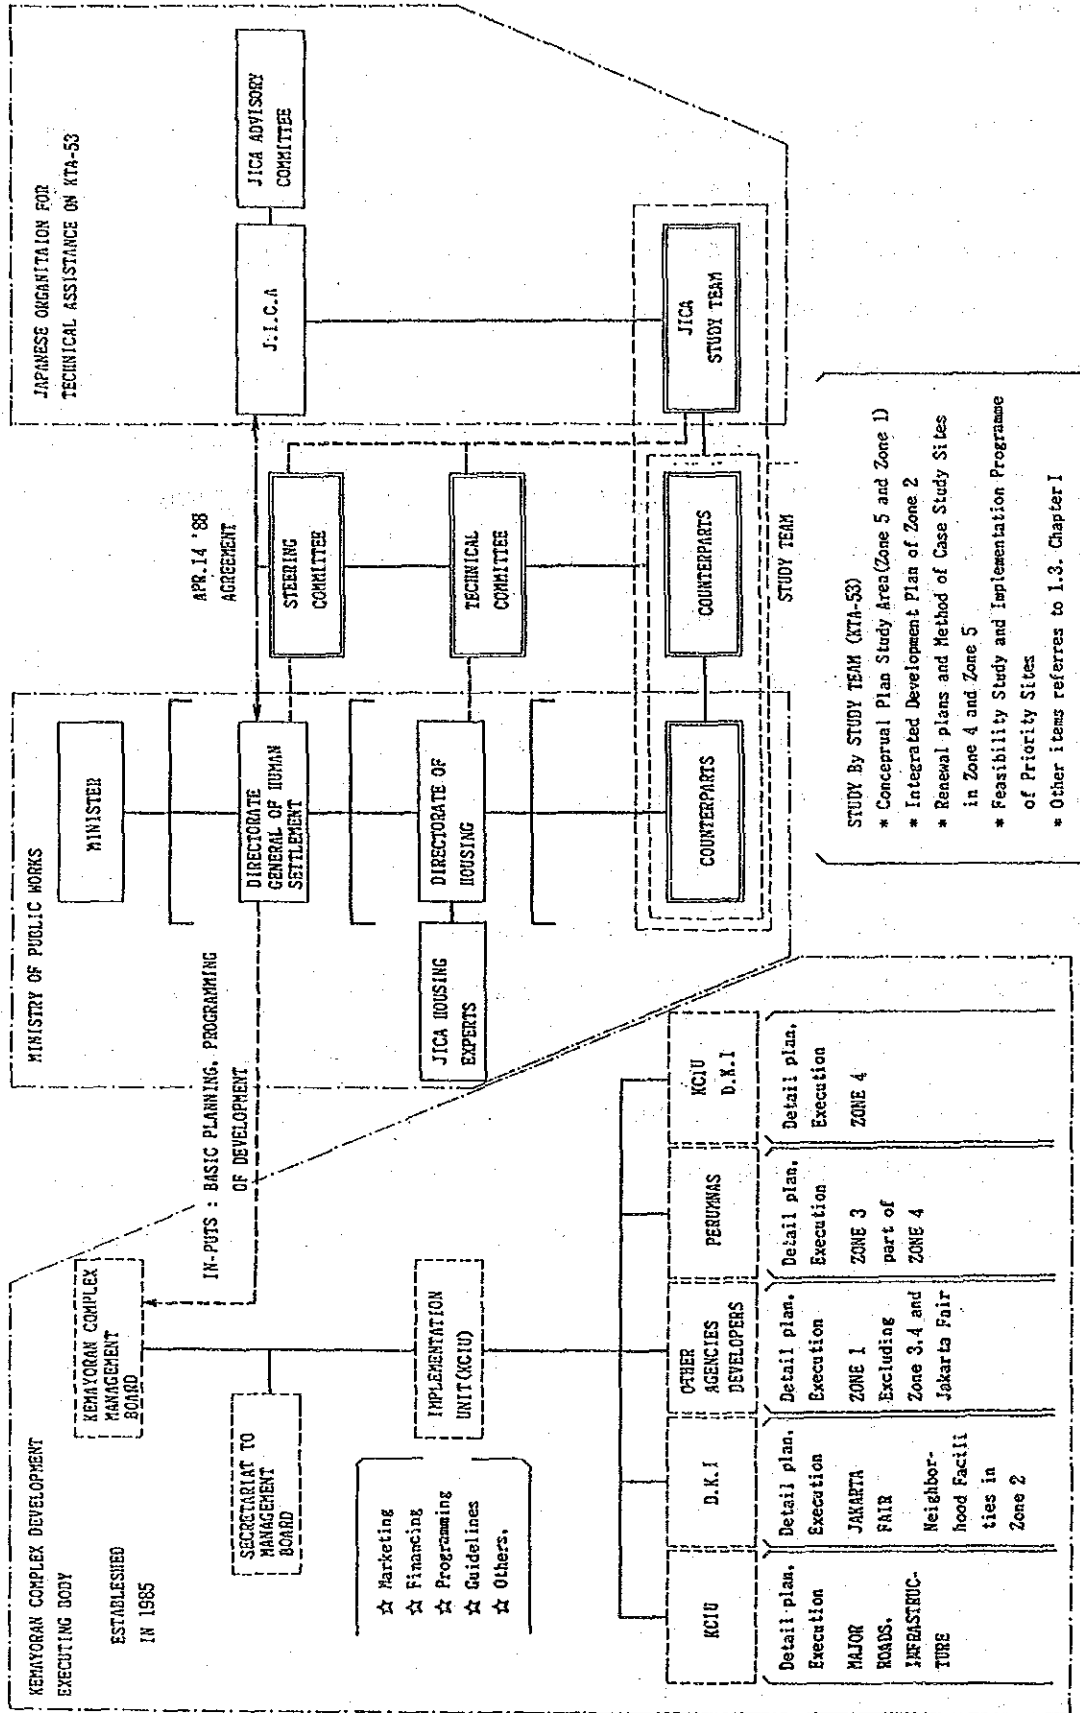 KEMAYORAN COMPLEX DEVELOPMENT
EXECUTING BODY
ESTABLESHED
IN 1985
KEMAYORAN COMPLEX
MANAGEMENT
BOARD
SECRETARIAT TO
MANAGEMENT
BOARD
IMPLEMENTATION
UNIT(KCIU)
☆ Marketing
☆ Financing
☆ Programming
☆ Guidelines
☆ Others.
KCIU
Detail plan.
Execution
MAJOR
ROADS.
INFRASTRUC-
TURE
D.K.I
Detail plan.
Execution
JAKARTA
FAIR
Neighbor-
hood Facili
ties in
Zone 2
OTHER
AGENCIES
DEVELOPERS
Detail plan.
Execution
ZONE 1
Excluding
Zone 3.4 and
Jakarta Fair
PERUMNAS
Detail plan.
Execution
ZONE 3
part of
ZONE 4
KCIU
D.K.I
Detail plan.
Execution
ZONE 4
IN-PUTS : BASIC PLANNING. PROGRAMMING
OF DEVELOPMENT
MINISTRY OF PUBLIC WORKS
MINISTER
DIRECTORATE
GENERAL OF HUMAN
SETTLEMENT
DIRECTORATE OF
HOUSING
JICA HOUSING
EXPERTS
COUNTERPARTS
APR.14 '88
AGREEMENT
STEERING
COMMITTEE
TECHNICAL
COMMITTEE
COUNTERPARTS
STUDY TEAM
JAPANESE ORGANITAION FOR
TECHNICAL ASSISTANCE ON KTA-53
J.I.C.A
JICA ADVISORY
COMMITTEE
JICA
STUDY TEAM
STUDY By STUDY TEAM (KTA-53)
* Conceprual Plan Study Area(Zone 5 and Zone 1)
* Integrated Development Plan of Zone 2
* Renewal plans and Method of Case Study Sites
in Zone 4 and Zone 5
* Feasibility Study and Implementation Programme
of Priority Sites
* Other items referres to 1.3. Chapter I